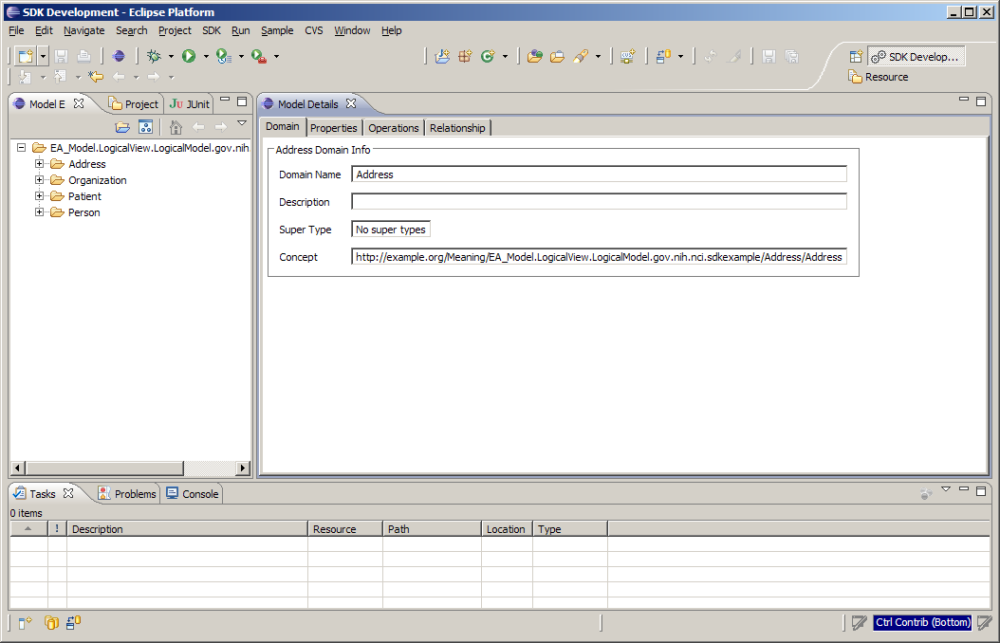 SDK Development - Eclipse Platform
File Edit Navigate Search Project SDK Run Sample CVS Window Help
SDK Develop...
Resource
Model E Project JUnit
Model Details
Domain Properties Operations Relationship
EA_Model.LogicalView.LogicalModel.gov.nih
Address
Organization
Patient
Person
Address Domain Info
Domain Name Address
Description
Super Type No super types
Concept http://example.org/Meaning/EA_Model.LogicalView.LogicalModel.gov.nih.nci.sdkexample/Address/Address
Tasks Problems Console
0 items
! Description Resource Path Location Type
Ctrl Contrib (Bottom)